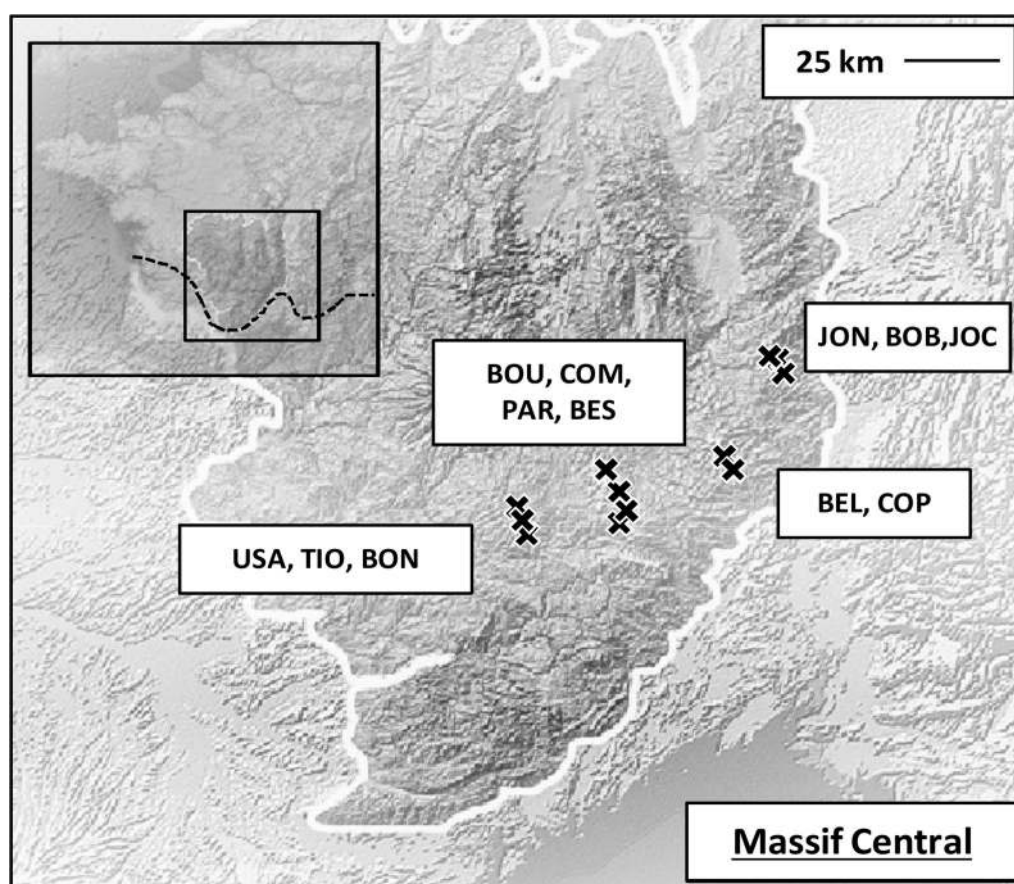 25 km
JON, BOB,JOC
BOU, COM,
PAR, BES
BEL, COP
USA, TIO, BON
Massif Central